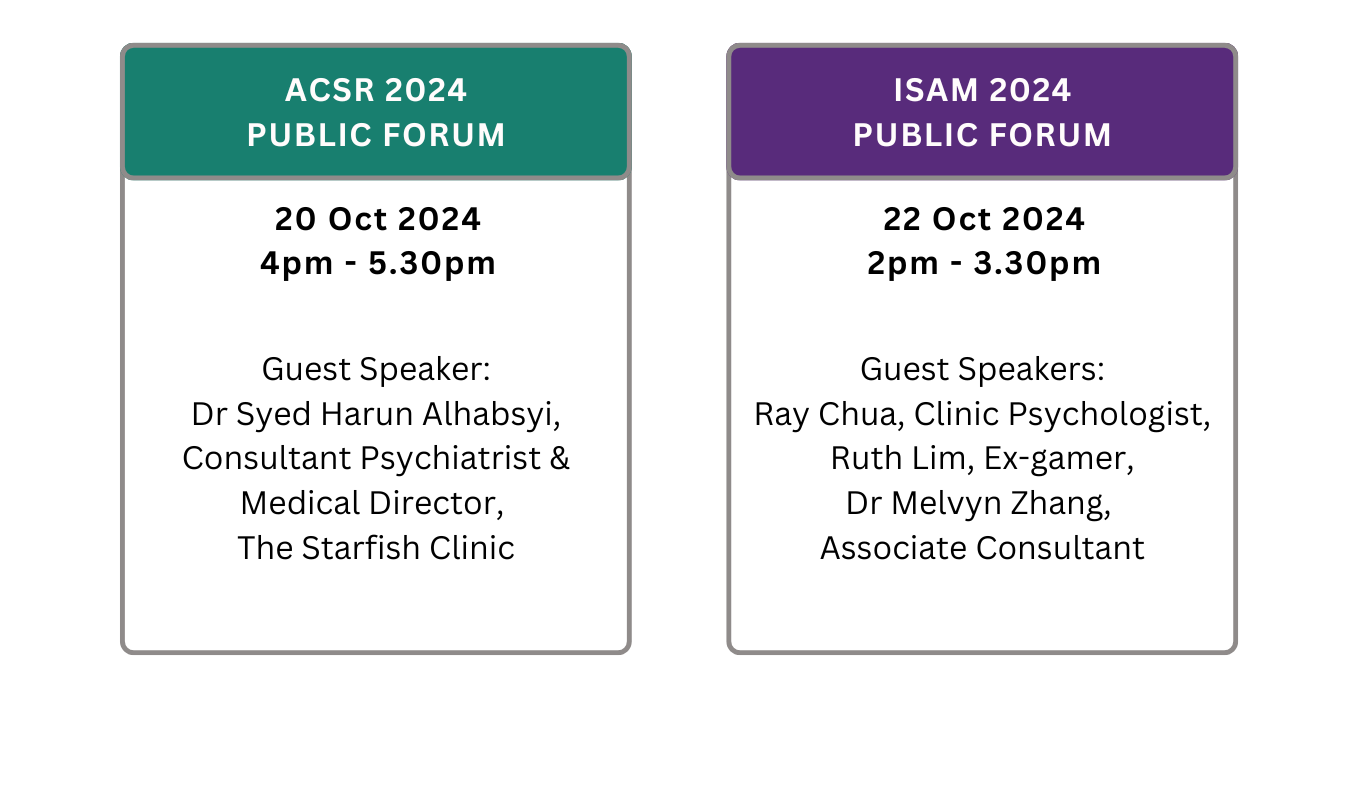 ACSR 2024
PUBLIC FORUM
20 Oct 2024
4pm - 5.30pm
Guest Speaker:
Dr Syed Harun Alhabsyi,
Consultant Psychiatrist &
Medical Director,
The Starfish Clinic
ISAM 2024
PUBLIC FORUM
22 Oct 2024
2pm - 3.30pm
Guest Speakers:
Ray Chua, Clinic Psychologist,
Ruth Lim, Ex-gamer,
Dr Melvyn Zhang,
Associate Consultant